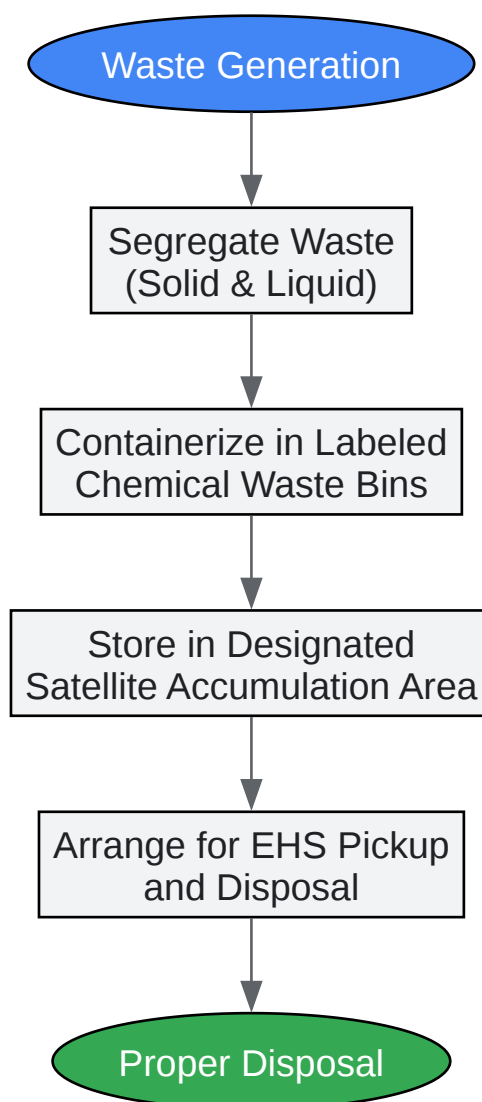 Waste Generation
Segregate Waste
(Solid & Liquid)
Containerize in Labeled
Chemical Waste Bins
Store in Designated
Satellite Accumulation Area
Arrange for EHS Pickup
and Disposal
Proper Disposal